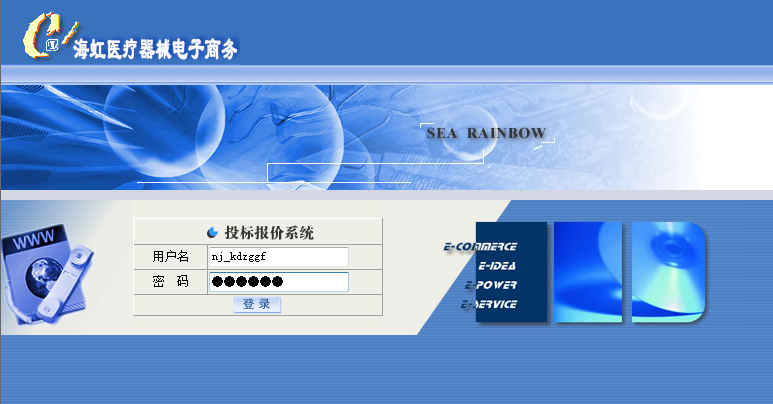 海虹医疗器械电子商务
SEA RAINBOW
WWW
投标报价系统
用户名 nj_kdzggf
密 码 ●●●●●●
登 录
E-COMMERCE
E-IDEA
E-POWER
E-SERVICE